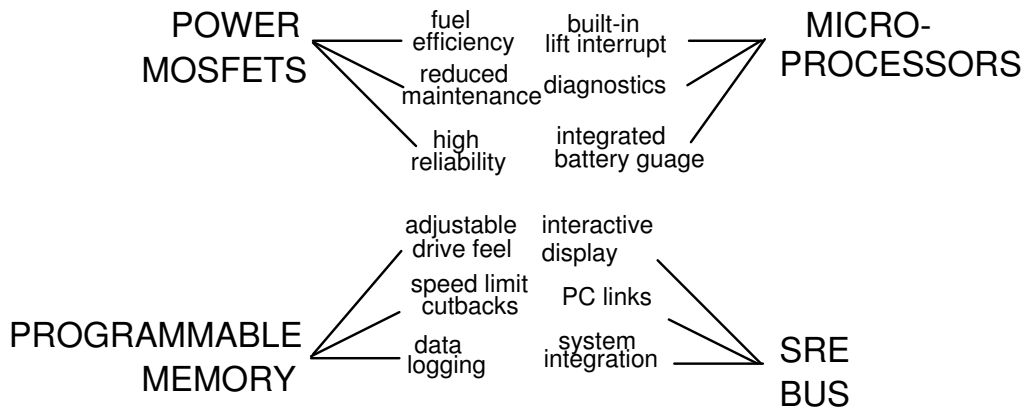 POWER
MOSFETS
fuel
efficiency
reduced
maintenance
high
reliability
built-in
lift interrupt
diagnostics
integrated
battery guage
MICRO-
PROCESSORS
PROGRAMMABLE
MEMORY
adjustable
drive feel
speed limit
cutbacks
data
logging
interactive
display
PC links
system
integration
SRE
BUS